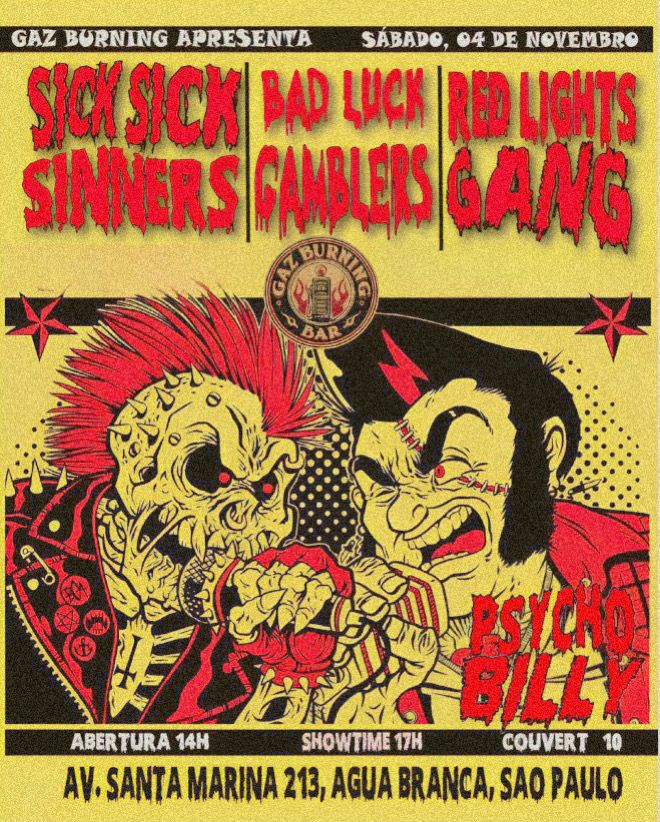 GAZ BURNING APRESENTA SÁBADO, 04 DE NOVEMBRO
SICK SICK
SINNERS
BAD LUCK
GAMBLERS
RED LIGHTS
GANG
GAZ BURNING
BAR
PSYCHO
BILLY
ABERTURA 14H SHOWTIME 17H COUVERT 10
AV. SANTA MARINA 213, AGUA BRANCA, SAO PAULO